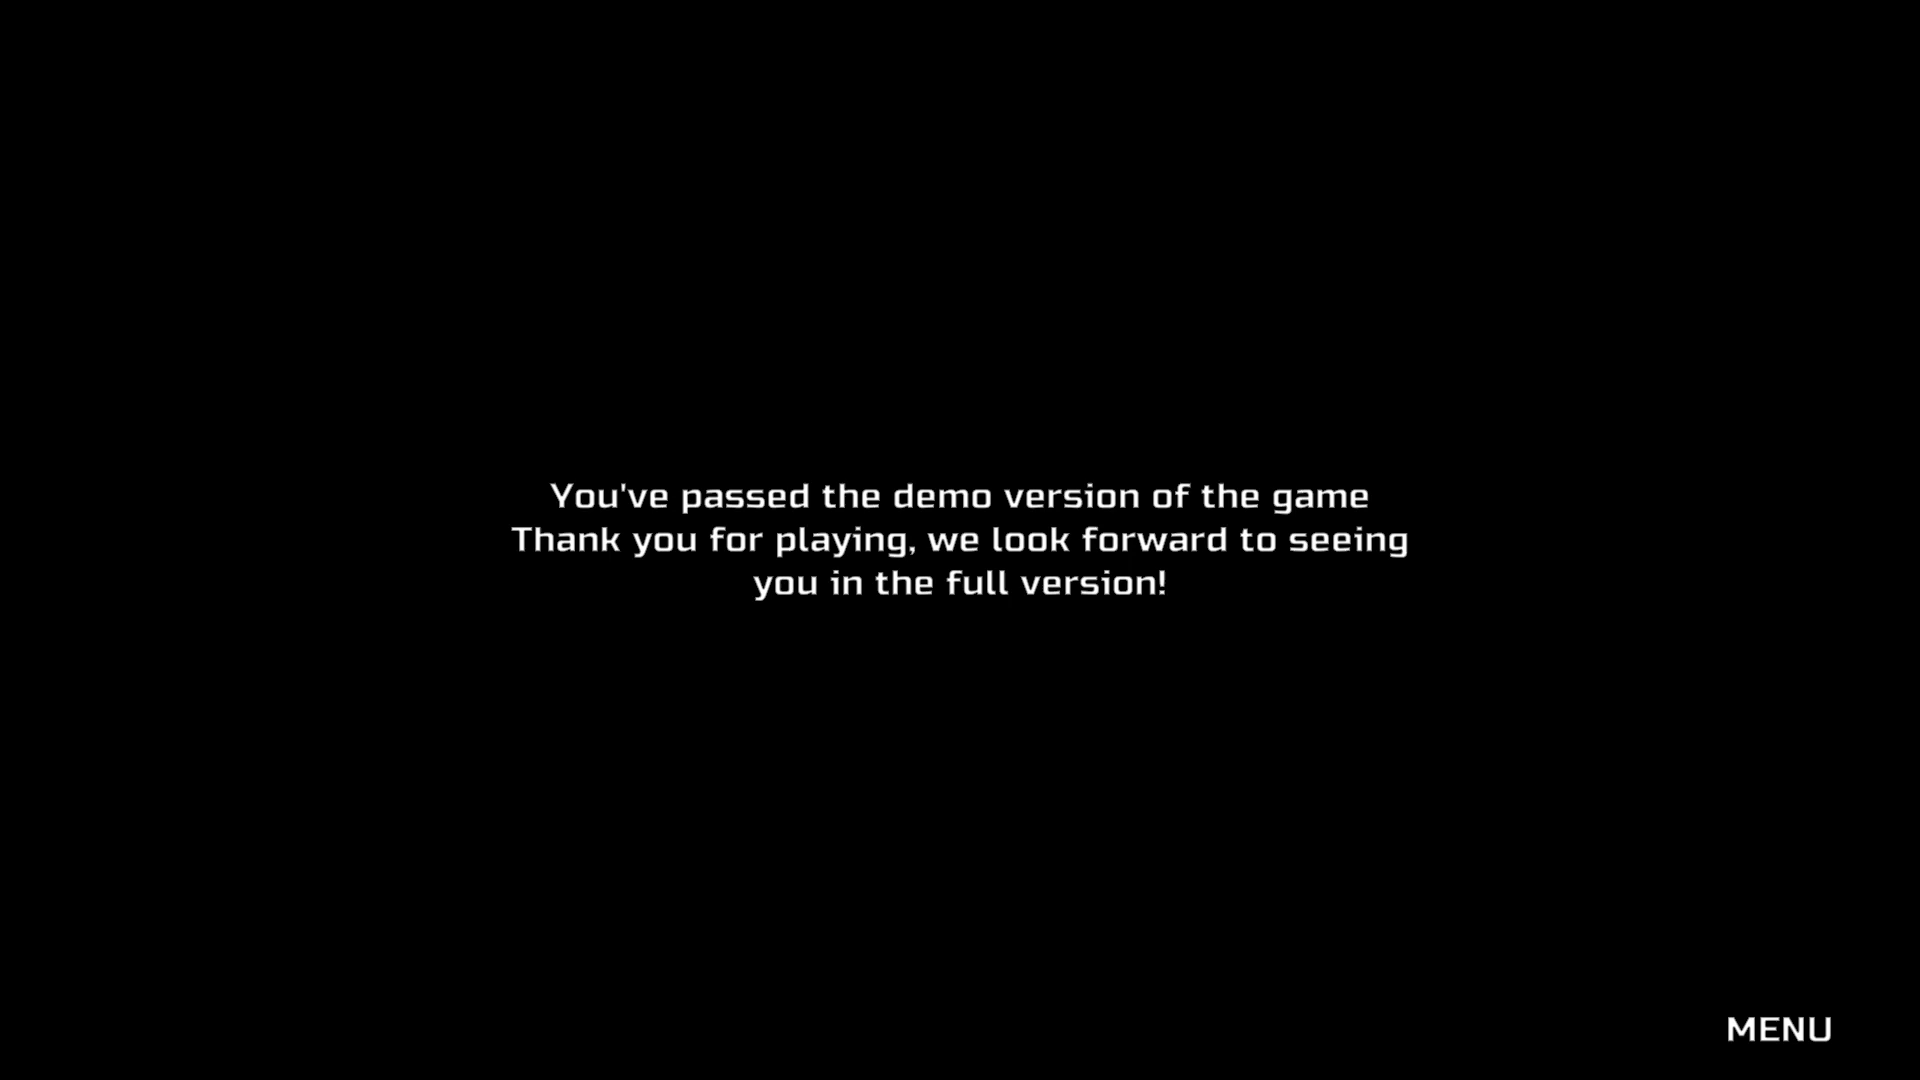 You've passed the demo version of the game
Thank you for playing, we look forward to seeing
you in the full version!
MENU